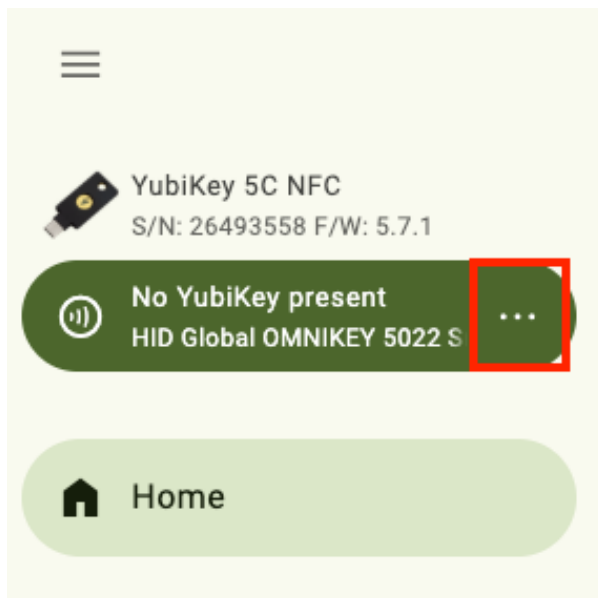 YubiKey 5C NFC
S/N: 26493558 F/W: 5.7.1
No YubiKey present
HID Global OMNIKEY 5022 S
...
Home